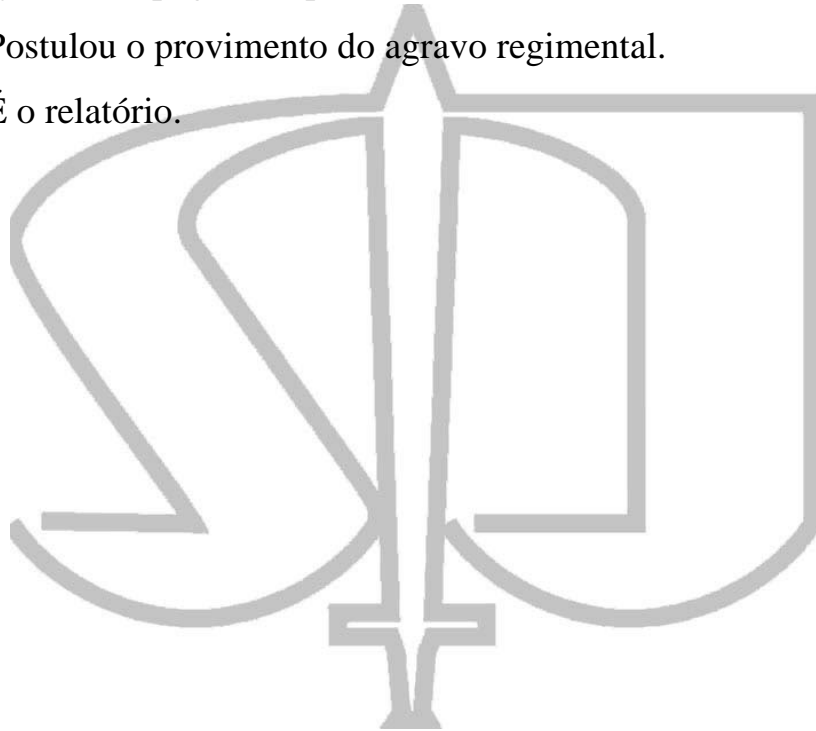 Postulou o provimento do agravo regimental.
É o relatório.